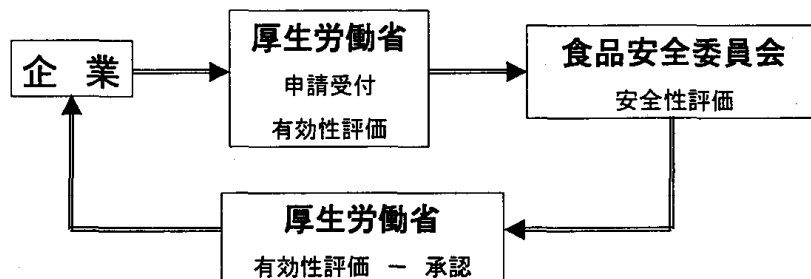 企 業
厚生労働省
申請受付
有効性評価
食品安全委員会
安全性評価
厚生労働省
有効性評価 － 承認